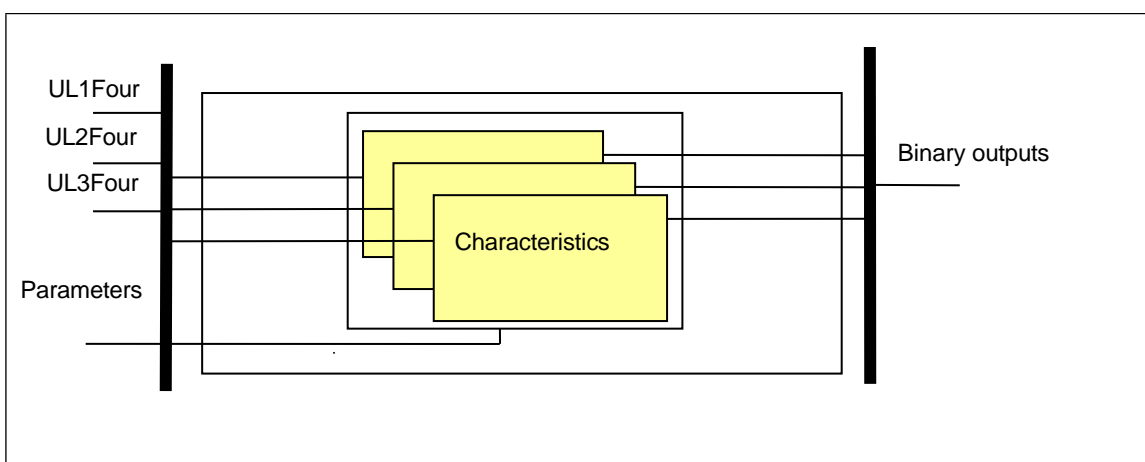 UL1Four
UL2Four
UL3Four
Parameters
Characteristics
Binary outputs